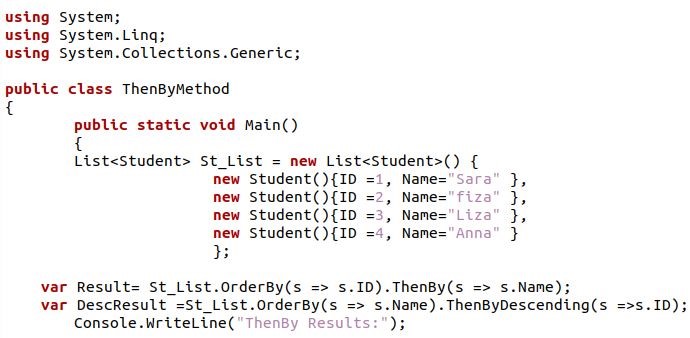 using System;
using System.Linq;
using System.Collections.Generic;
public class ThenByMethod
{
public static void Main()
{
List<Student> St_List = new List<Student>() {
new Student(){ID =1, Name="Sara" },
new Student(){ID =2, Name="fiza" },
new Student(){ID =3, Name="Liza" },
new Student(){ID =4, Name="Anna" }
};
var Result= St_List.OrderBy(s => s.ID).ThenBy(s => s.Name);
var DescResult =St_List.OrderBy(s => s.Name).ThenByDescending(s =>s.ID);
Console.WriteLine("ThenBy Results:");